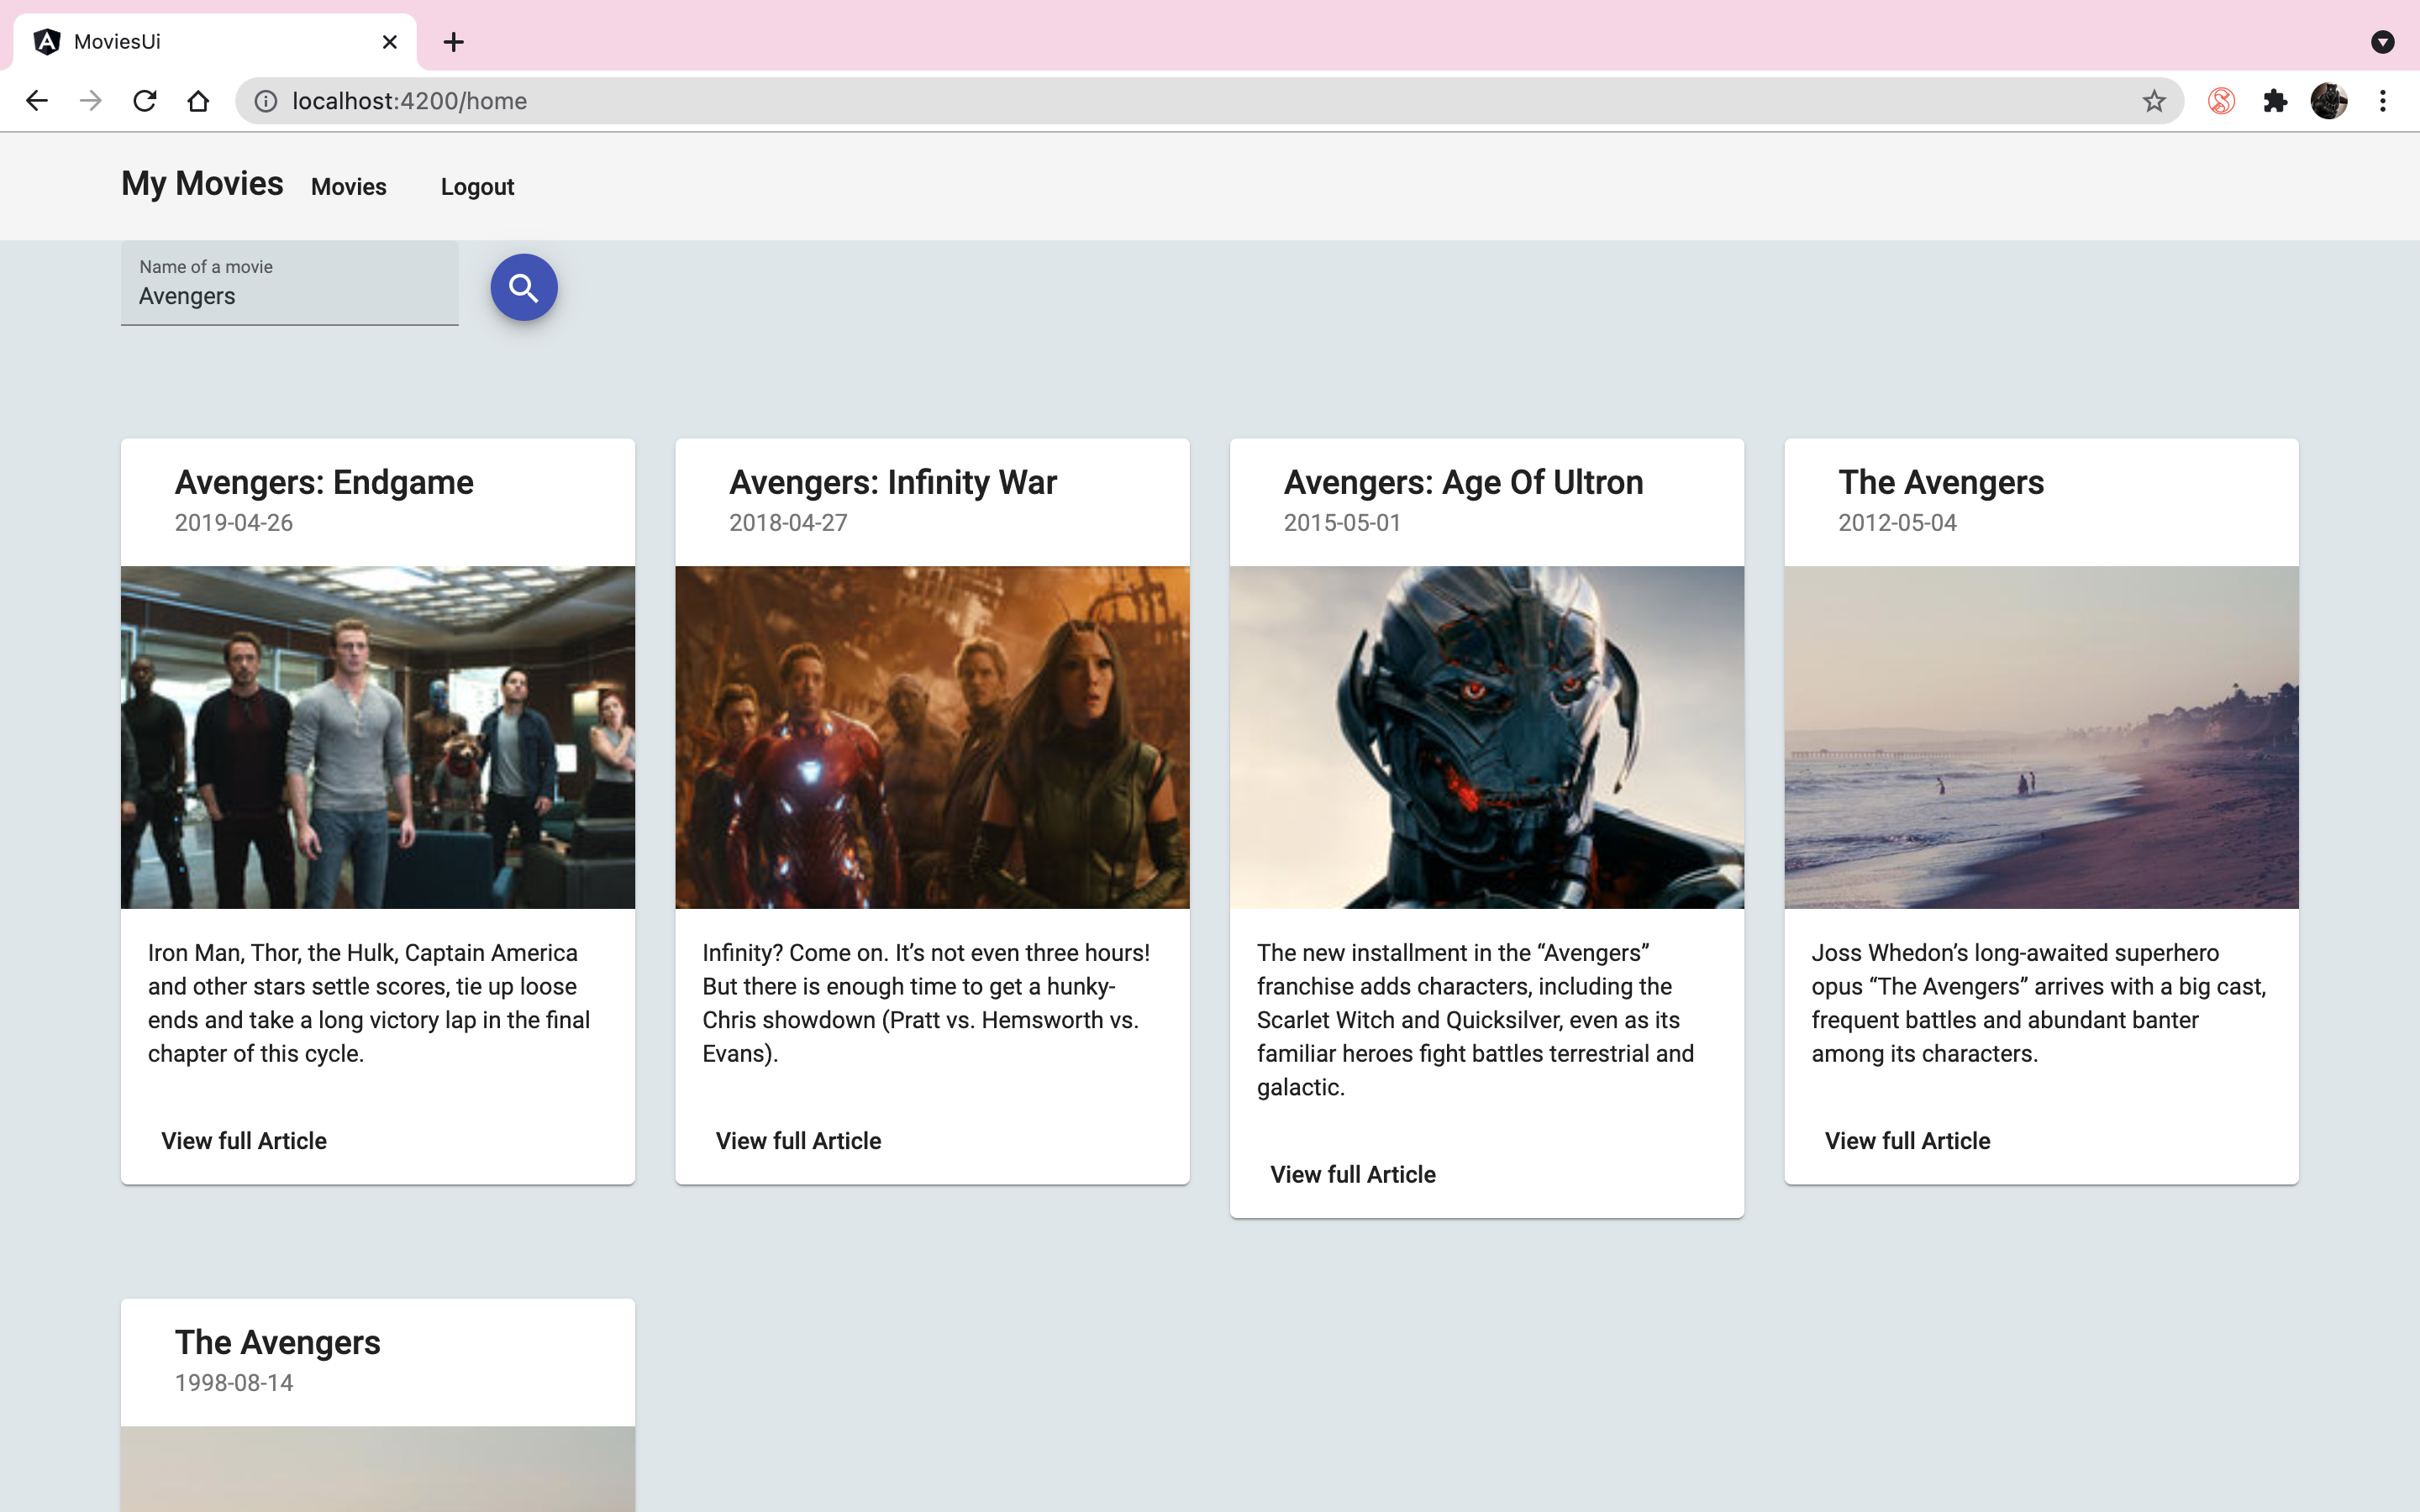 MoviesUi
localhost:4200/home
My Movies Movies Logout
Name of a movie
Avengers
Avengers: Endgame
2019-04-26
Iron Man, Thor, the Hulk, Captain America
and other stars settle scores, tie up loose
ends and take a long victory lap in the final
chapter of this cycle.
View full Article
Avengers: Infinity War
2018-04-27
Infinity? Come on. It’s not even three hours!
But there is enough time to get a hunky-
Chris showdown (Pratt vs. Hemsworth vs.
Evans).
View full Article
Avengers: Age Of Ultron
2015-05-01
The new installment in the “Avengers”
franchise adds characters, including the
Scarlet Witch and Quicksilver, even as its
familiar heroes fight battles terrestrial and
galactic.
View full Article
The Avengers
2012-05-04
Joss Whedon’s long-awaited superhero
opus “The Avengers” arrives with a big cast,
frequent battles and abundant banter
among its characters.
View full Article
The Avengers
1998-08-14